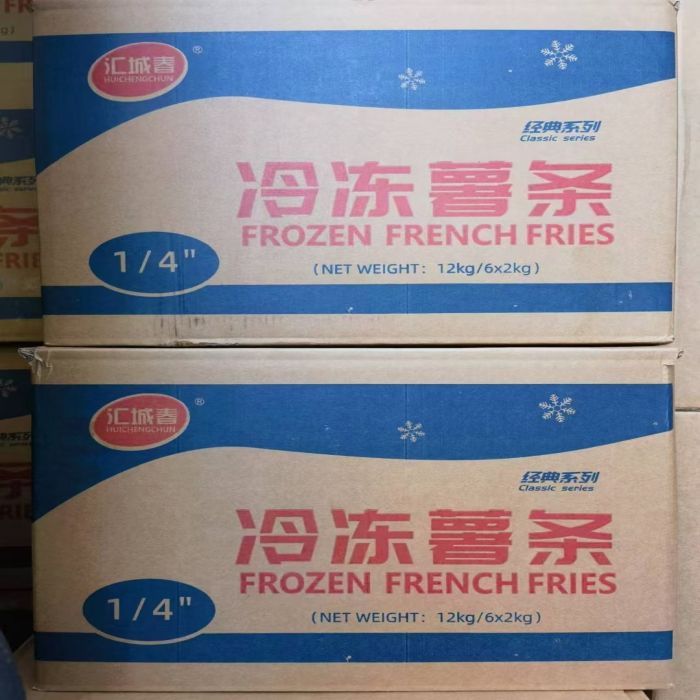 汇城春®
HUICHENGCHUN
经典系列
Classic series
冷冻薯条
FROZEN FRENCH FRIES
1/4"
(NET WEIGHT: 12kg/6x2kg)
汇城春®
HUICHENGCHUN
经典系列
Classic series
冷冻薯条
FROZEN FRENCH FRIES
1/4"
(NET WEIGHT: 12kg/6x2kg)